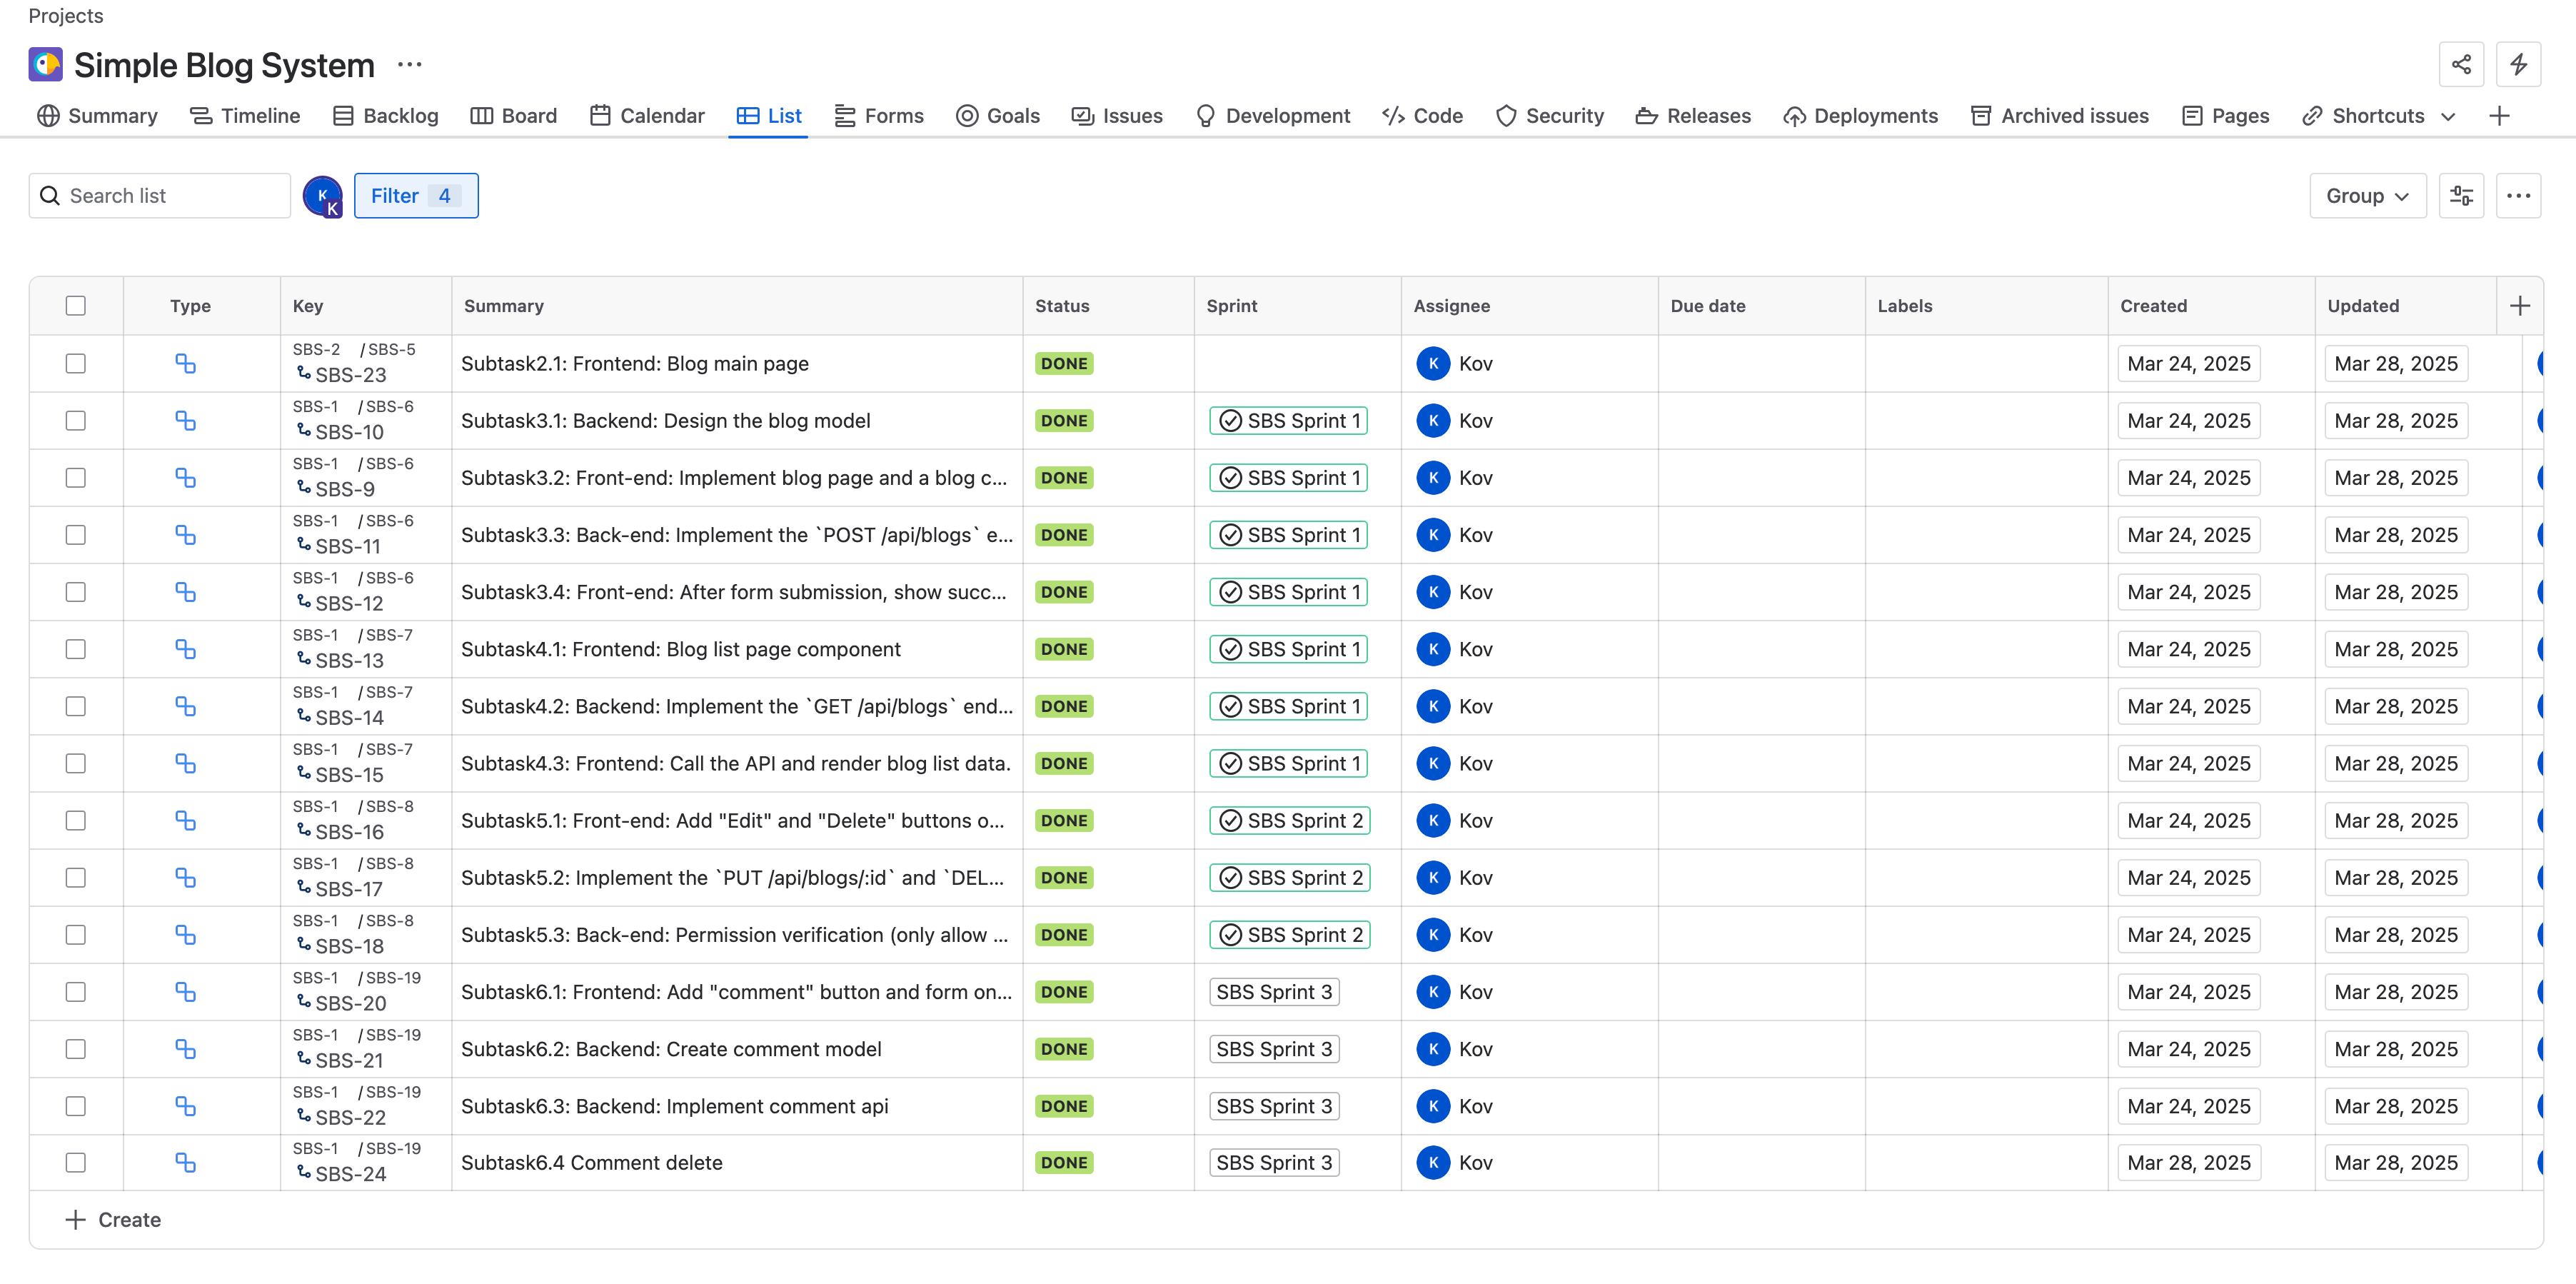 Projects
Simple Blog System
Summary Timeline Backlog Board Calendar List Forms Goals Issues Development Code Security Releases Deployments Archived issues Pages Shortcuts
Search list K K Filter 4 Group
Type Key Summary Status Sprint Assignee Due date Labels Created Updated
SBS-2 / SBS-5
SBS-23 Subtask2.1: Frontend: Blog main page DONE K Kov Mar 24, 2025 Mar 28, 2025
SBS-1 / SBS-6
SBS-10 Subtask3.1: Backend: Design the blog model DONE SBS Sprint 1 K Kov Mar 24, 2025 Mar 28, 2025
SBS-1 / SBS-6
SBS-9 Subtask3.2: Front-end: Implement blog page and a blog c... DONE SBS Sprint 1 K Kov Mar 24, 2025 Mar 28, 2025
SBS-1 / SBS-6
SBS-11 Subtask3.3: Back-end: Implement the `POST /api/blogs` e... DONE SBS Sprint 1 K Kov Mar 24, 2025 Mar 28, 2025
SBS-1 / SBS-6
SBS-12 Subtask3.4: Front-end: After form submission, show succ... DONE SBS Sprint 1 K Kov Mar 24, 2025 Mar 28, 2025
SBS-1 / SBS-7
SBS-13 Subtask4.1: Frontend: Blog list page component DONE SBS Sprint 1 K Kov Mar 24, 2025 Mar 28, 2025
SBS-1 / SBS-7
SBS-14 Subtask4.2: Backend: Implement the `GET /api/blogs` end... DONE SBS Sprint 1 K Kov Mar 24, 2025 Mar 28, 2025
SBS-1 / SBS-7
SBS-15 Subtask4.3: Frontend: Call the API and render blog list data. DONE SBS Sprint 1 K Kov Mar 24, 2025 Mar 28, 2025
SBS-1 / SBS-8
SBS-16 Subtask5.1: Front-end: Add "Edit" and "Delete" buttons o... DONE SBS Sprint 2 K Kov Mar 24, 2025 Mar 28, 2025
SBS-1 / SBS-8
SBS-17 Subtask5.2: Implement the `PUT /api/blogs/:id` and `DEL... DONE SBS Sprint 2 K Kov Mar 24, 2025 Mar 28, 2025
SBS-1 / SBS-8
SBS-18 Subtask5.3: Back-end: Permission verification (only allow ... DONE SBS Sprint 2 K Kov Mar 24, 2025 Mar 28, 2025
SBS-1 / SBS-19
SBS-20 Subtask6.1: Frontend: Add "comment" button and form on... DONE SBS Sprint 3 K Kov Mar 24, 2025 Mar 28, 2025
SBS-1 / SBS-19
SBS-21 Subtask6.2: Backend: Create comment model DONE SBS Sprint 3 K Kov Mar 24, 2025 Mar 28, 2025
SBS-1 / SBS-19
SBS-22 Subtask6.3: Backend: Implement comment api DONE SBS Sprint 3 K Kov Mar 24, 2025 Mar 28, 2025
SBS-1 / SBS-19
SBS-24 Subtask6.4 Comment delete DONE SBS Sprint 3 K Kov Mar 28, 2025 Mar 28, 2025
Create